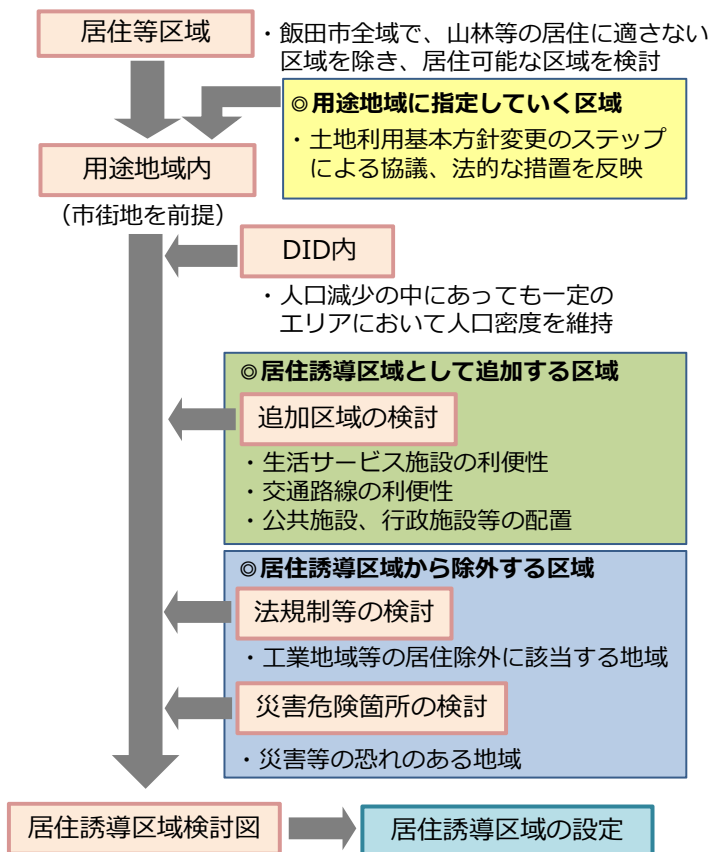 居住等区域
・飯田市全域で、山林等の居住に適さない
区域を除き、居住可能な区域を検討
◎用途地域に指定していく区域
・土地利用基本方針変更のステップ
による協議、法的な措置を反映
用途地域内
(市街地を前提)
DID内
・人口減少の中にあっても一定の
エリアにおいて人口密度を維持
◎居住誘導区域として追加する区域
追加区域の検討
・生活サービス施設の利便性
・交通路線の利便性
・公共施設、行政施設等の配置
◎居住誘導区域から除外する区域
法規制等の検討
・工業地域等の居住除外に該当する地域
災害危険箇所の検討
・災害等の恐れのある地域
居住誘導区域検討図
居住誘導区域の設定